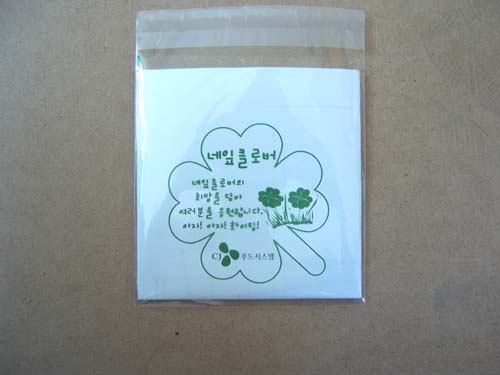 네잎클로버
네잎클로버의
희망을 담아
여러분을 응원합니다.
아자! 아자! 화이팅!
CJ 푸드시스템